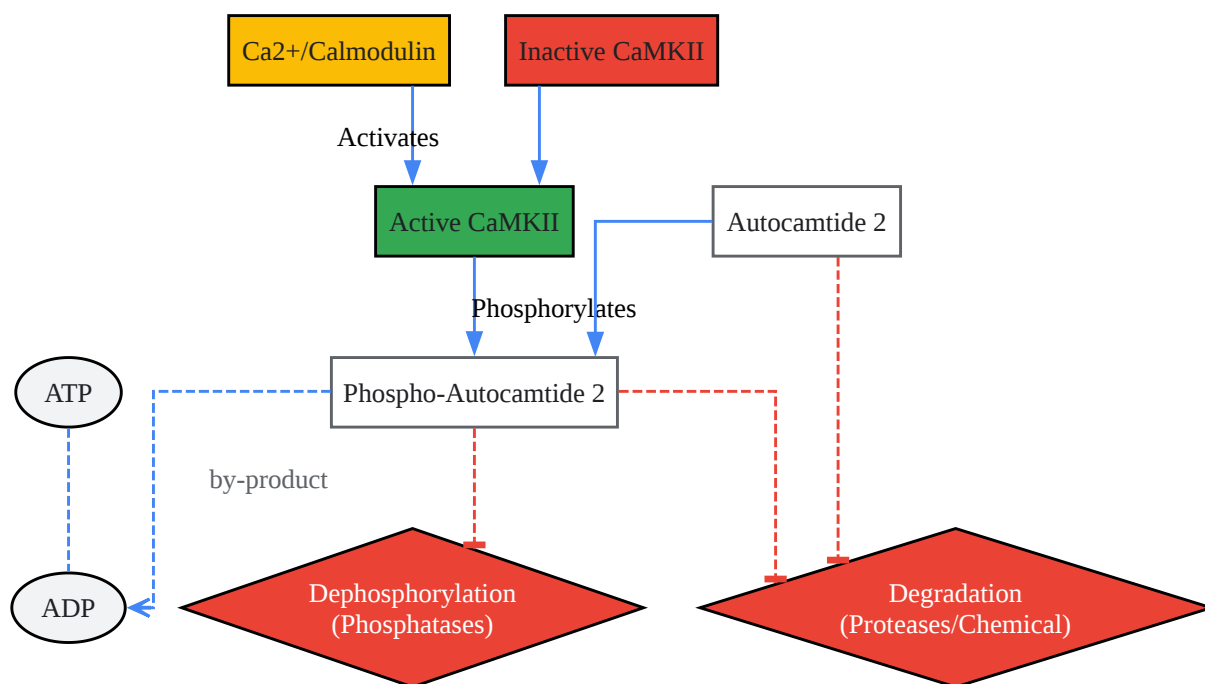 Ca2+/Calmodulin
Inactive CaMKII
Activates
Active CaMKII
Autocamtide 2
Phosphorylates
ATP
Phospho-Autocamtide 2
by-product
ADP
Dephosphorylation
(Phosphatases)
Degradation
(Proteases/Chemical)